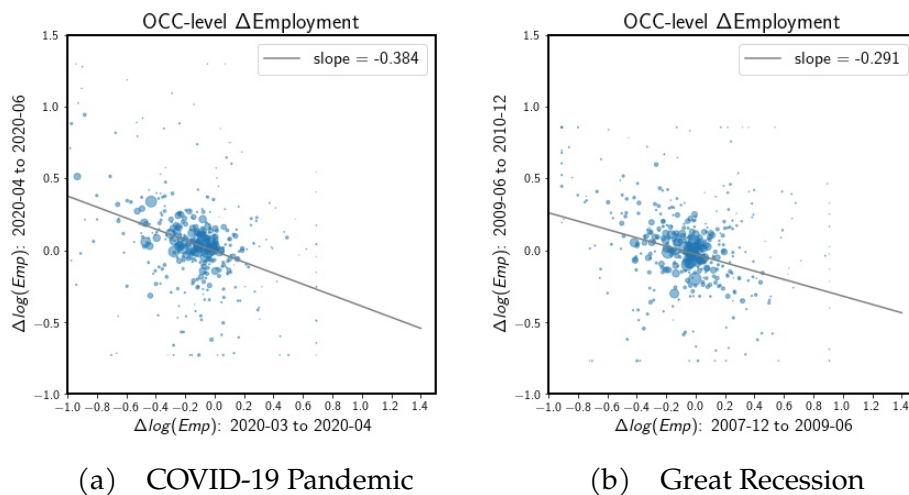 OCC-level ΔEmployment
slope = -0.384
Δlog(Emp): 2020-04 to 2020-06
1.5
1.0
0.5
0.0
−0.5
−1.0
−1.0 −0.8 −0.6 −0.4 −0.2 0.0 0.2 0.4 0.6 0.8 1.0 1.2 1.4
Δlog(Emp): 2020-03 to 2020-04
(a) COVID-19 Pandemic
OCC-level ΔEmployment
slope = -0.291
Δlog(Emp): 2009-06 to 2010-12
1.5
1.0
0.5
0.0
−0.5
−1.0
−1.0 −0.8 −0.6 −0.4 −0.2 0.0 0.2 0.4 0.6 0.8 1.0 1.2 1.4
Δlog(Emp): 2007-12 to 2009-06
(b) Great Recession